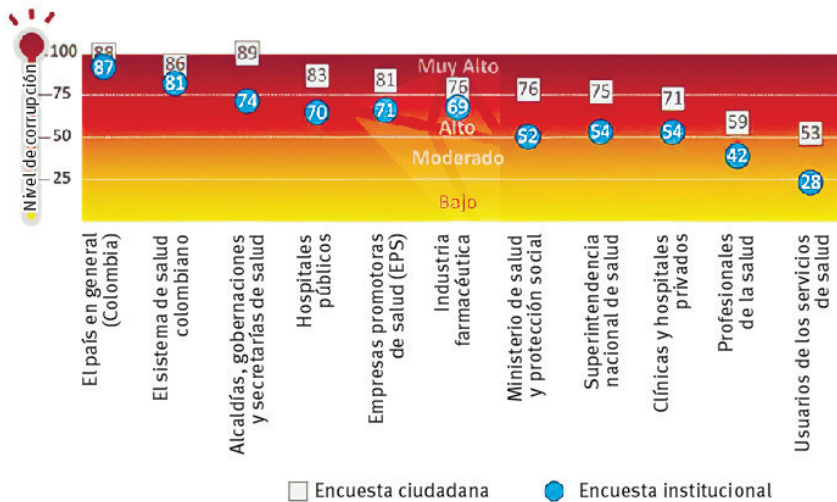 Nivel de corrupción
100
75
50
25
Muy Alto
Alto
Moderado
Bajo
88
86
89
83
81
76
76
75
71
59
53
87
81
74
70
71
69
52
54
54
42
28
El país en general
(Colombia)
El sistema de salud
colombiano
Alcaldías, gobernaciones
y secretarías de salud
Hospitales
públicos
Empresas promotoras
de salud (EPS)
Industria
farmacéutica
Ministerio de salud
y protección social
Superintendencia
nacional de salud
Clínicas y hospitales
privados
Profesionales
de la salud
Usuarios de los servicios
de salud
Encuesta ciudadana
Encuesta institucional